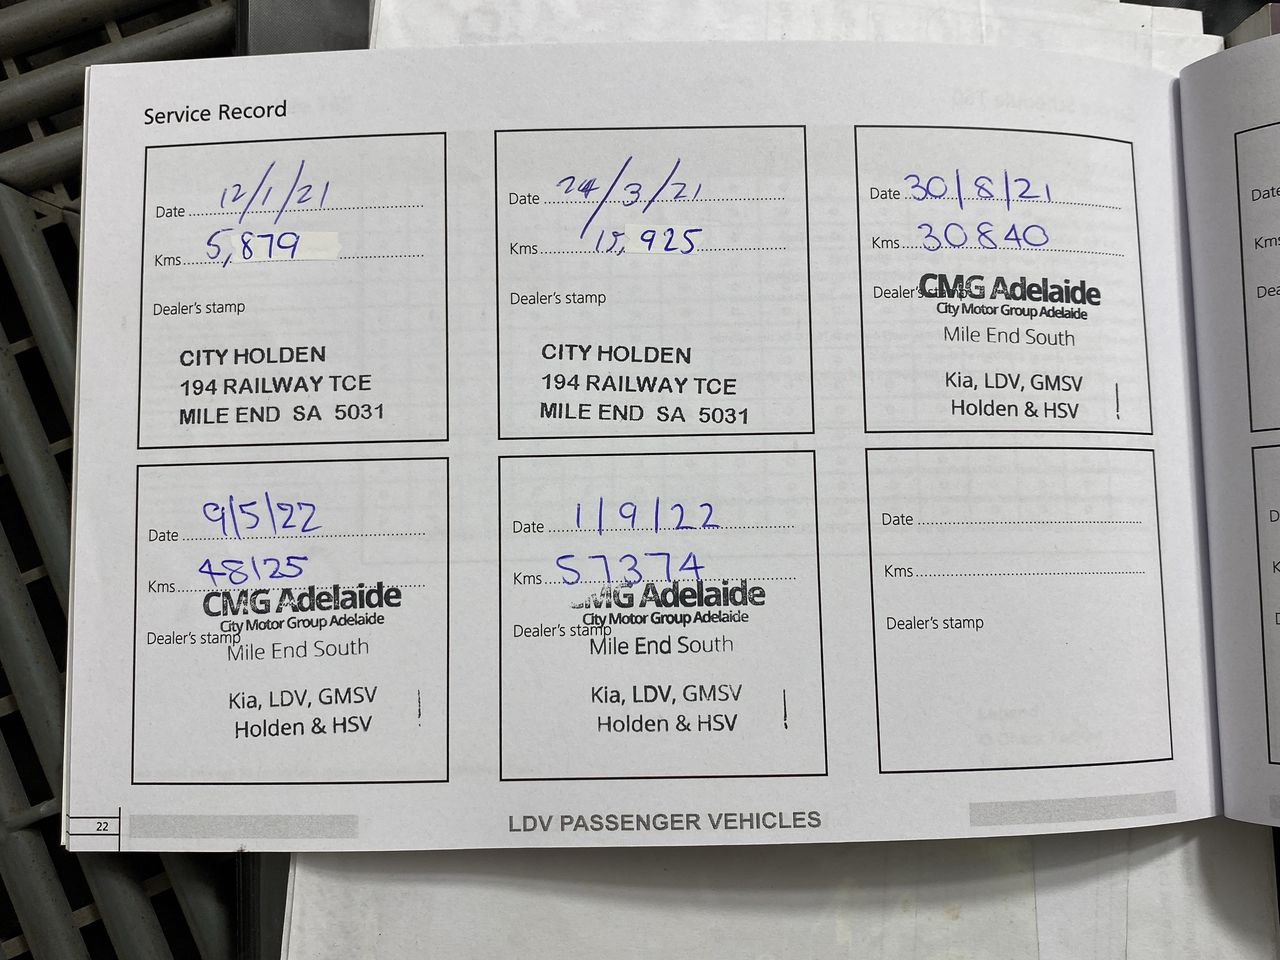 Service Record
Date 12/1/21
Kms 5,879
Dealer's stamp
CITY HOLDEN
194 RAILWAY TCE
MILE END SA 5031
Date 24/3/21
Kms 15,925
Dealer's stamp
CITY HOLDEN
194 RAILWAY TCE
MILE END SA 5031
Date 30/8/21
Kms 30840
Dealer's stamp
CMG Adelaide
City Motor Group Adelaide
Mile End South
Kia, LDV, GMSV
Holden & HSV
Date 9/5/22
Kms 48125
CMG Adelaide
City Motor Group Adelaide
Dealer's stamp
Mile End South
Kia, LDV, GMSV
Holden & HSV
Date 1/9/22
Kms 57374
CMG Adelaide
City Motor Group Adelaide
Dealer's stamp
Mile End South
Kia, LDV, GMSV
Holden & HSV
Date
Kms
Dealer's stamp
22
LDV PASSENGER VEHICLES